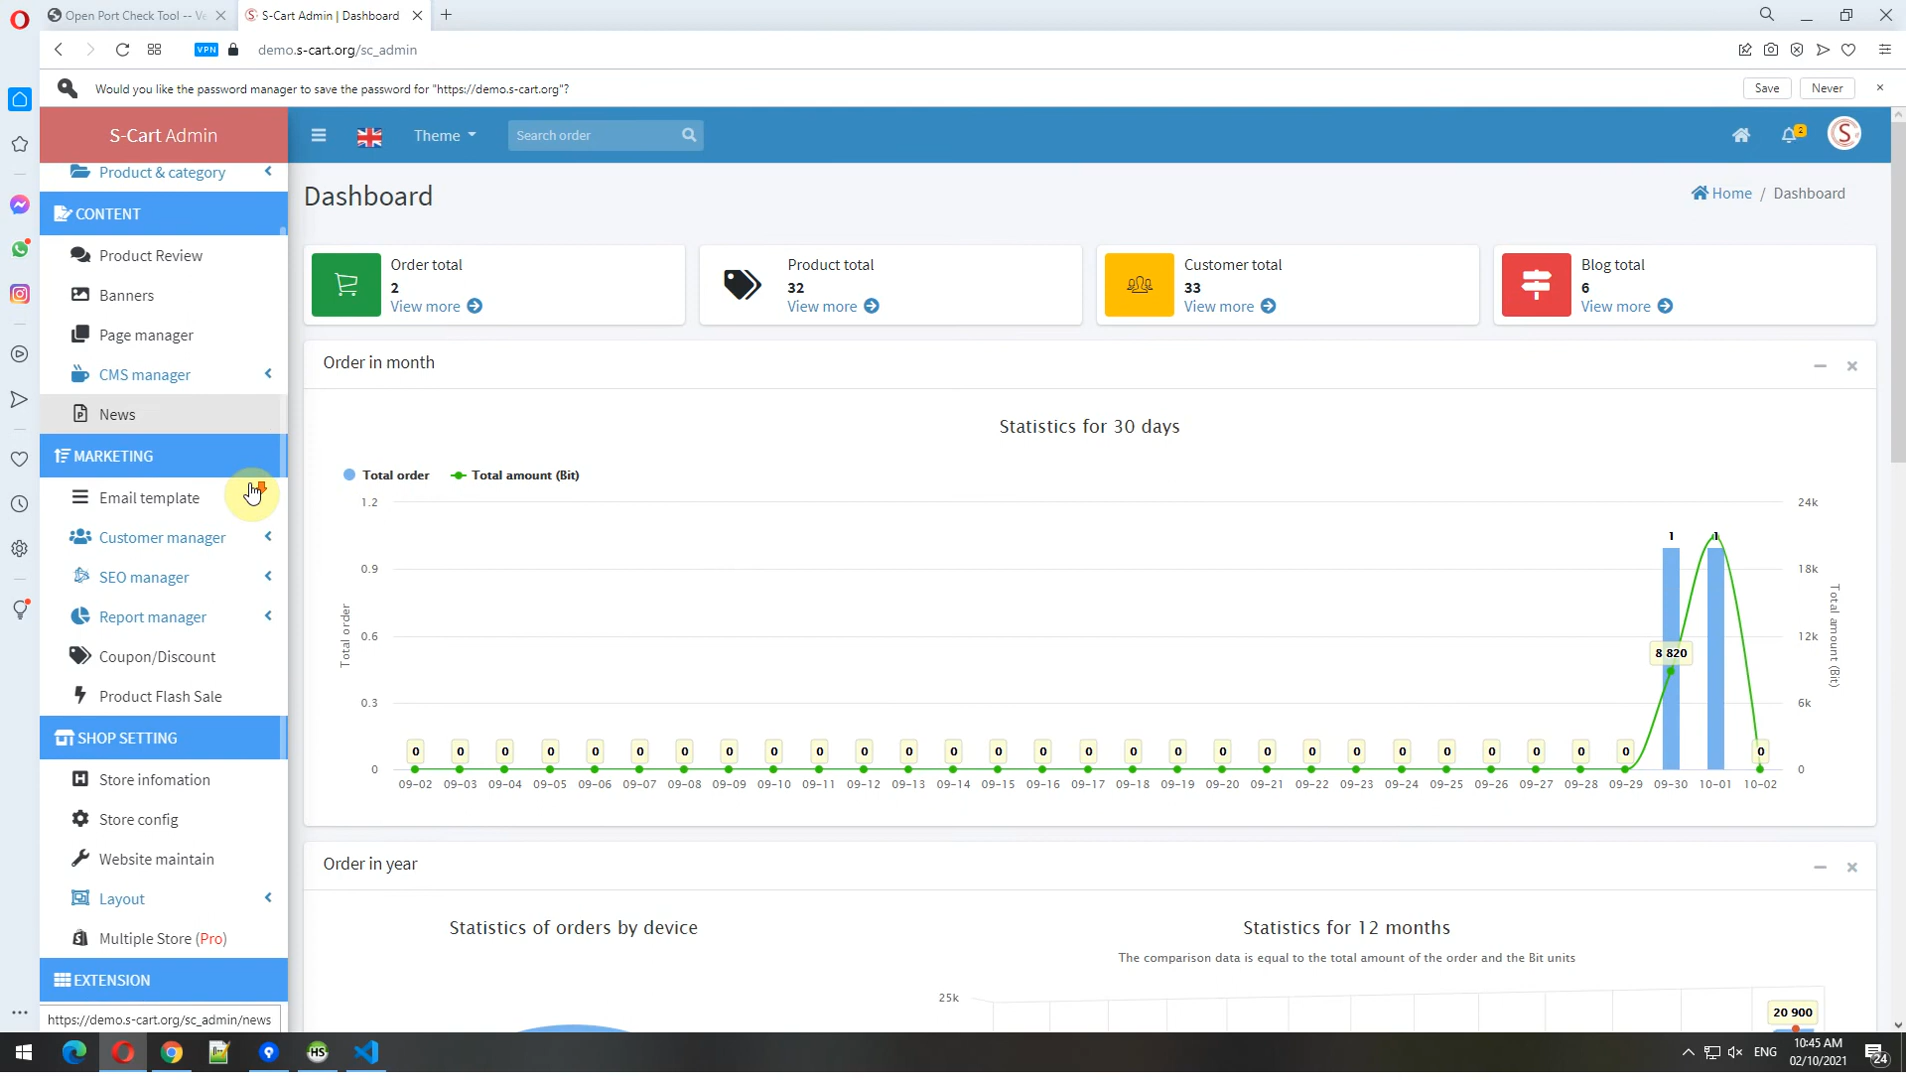 Open Port Check Tool -- Ve
S-Cart Admin | Dashboard
VPN
demo.s-cart.org/sc_admin
Would you like the password manager to save the password for "https://demo.s-cart.org"?
Save
Never
S-Cart Admin
Theme
Search order
2
S
Product & category
CONTENT
Product Review
Banners
Page manager
CMS manager
News
MARKETING
Email template
Customer manager
SEO manager
Report manager
Coupon/Discount
Product Flash Sale
SHOP SETTING
Store infomation
Store config
Website maintain
Layout
Multiple Store (Pro)
EXTENSION
https://demo.s-cart.org/sc_admin/news
Dashboard
Home / Dashboard
Order total
2
View more
Product total
32
View more
Customer total
33
View more
Blog total
6
View more
Order in month
Statistics for 30 days
Total order
Total amount (Bit)
1.2
0.9
0.6
0.3
0
Total order
24k
18k
12k
6k
0
Total amount (Bit)
1
1
8 820
0 0 0 0 0 0 0 0 0 0 0 0 0 0 0 0 0 0 0 0 0 0 0 0 0 0 0 0 0
09-02 09-03 09-04 09-05 09-06 09-07 09-08 09-09 09-10 09-11 09-12 09-13 09-14 09-15 09-16 09-17 09-18 09-19 09-20 09-21 09-22 09-23 09-24 09-25 09-26 09-27 09-28 09-29 09-30 10-01 10-02
Order in year
Statistics of orders by device
Statistics for 12 months
The comparison data is equal to the total amount of the order and the Bit units
25k
20 900
HS
ENG
10:45 AM
02/10/2021
24